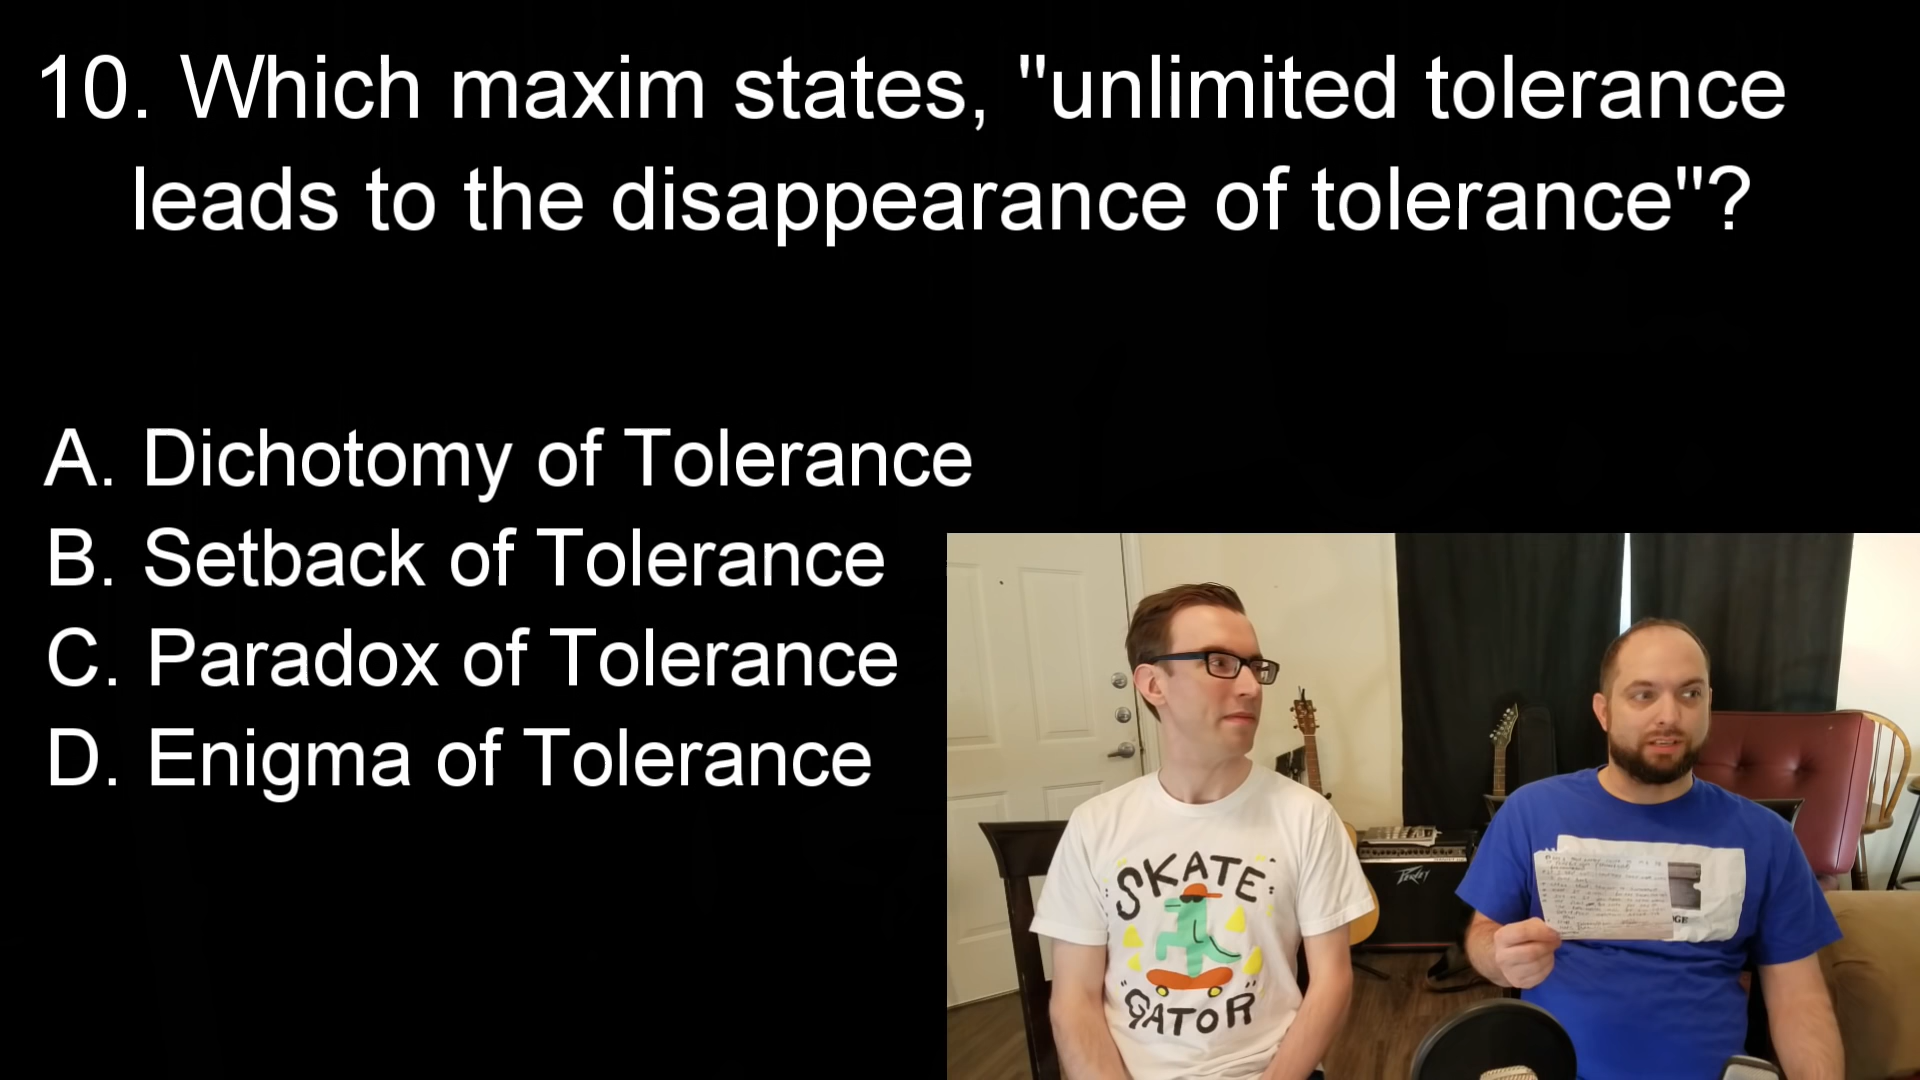 10. Which maxim states, "unlimited tolerance
leads to the disappearance of tolerance"?
A. Dichotomy of Tolerance
B. Setback of Tolerance
C. Paradox of Tolerance
D. Enigma of Tolerance
SKATE
GATOR
PEAVEY